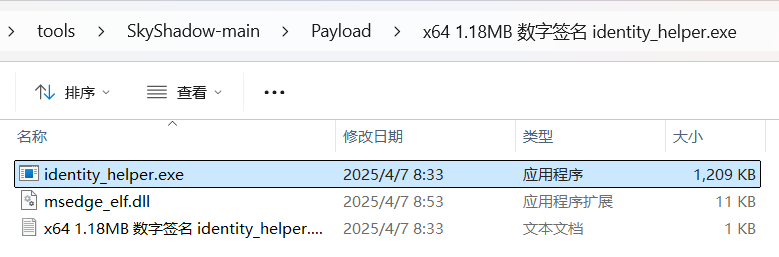 tools SkyShadow-main Payload x64 1.18MB 数字签名 identity_helper.exe
排序 查看
名称 修改日期 类型 大小
identity_helper.exe 2025/4/7 8:33 应用程序 1,209 KB
msedge_elf.dll 2025/4/7 8:53 应用程序扩展 11 KB
x64 1.18MB 数字签名 identity_helper.... 2025/4/7 8:33 文本文档 1 KB